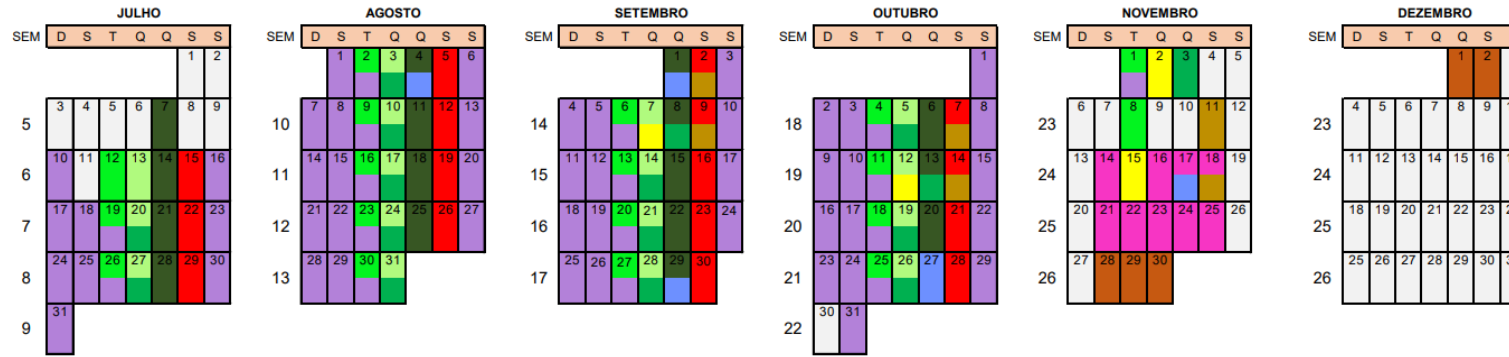 JULHO
SEM D S T Q Q S S
1 2
5 3 4 5 6 7 8 9
6 10 11 12 13 14 15 16
7 17 18 19 20 21 22 23
8 24 25 26 27 28 29 30
9 31
AGOSTO
SEM D S T Q Q S S
1 2 3 4 5 6
10 7 8 9 10 11 12 13
11 14 15 16 17 18 19 20
12 21 22 23 24 25 26 27
13 28 29 30 31
SETEMBRO
SEM D S T Q Q S S
1 2 3
14 4 5 6 7 8 9 10
15 11 12 13 14 15 16 17
16 18 19 20 21 22 23 24
17 25 26 27 28 29 30
OUTUBRO
SEM D S T Q Q S S
1
18 2 3 4 5 6 7 8
19 9 10 11 12 13 14 15
20 16 17 18 19 20 21 22
21 23 24 25 26 27 28 29
22 30 31
NOVEMBRO
SEM D S T Q Q S S
1 2 3 4 5
23 6 7 8 9 10 11 12
24 13 14 15 16 17 18 19
25 20 21 22 23 24 25 26
26 27 28 29 30
DEZEMBRO
SEM D S T Q Q S
1 2
23 4 5 6 7 8 9
24 11 12 13 14 15 16
25 18 19 20 21 22 23
26 25 26 27 28 29 30